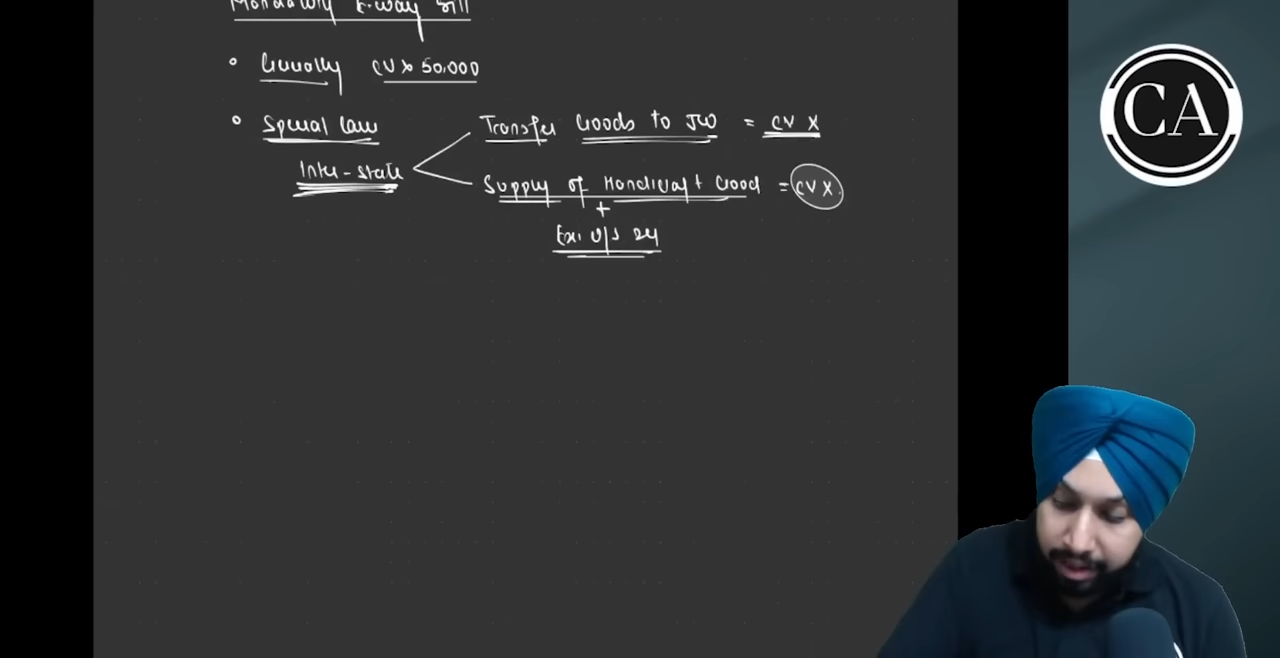 Mandatory E-way Bill
• Generally CV > 50,000
• Special Law
Inter-state
Transfer Goods to JW = CV X
Supply of Handicraft Good = CV X
+
Ex. u/s 24
CA